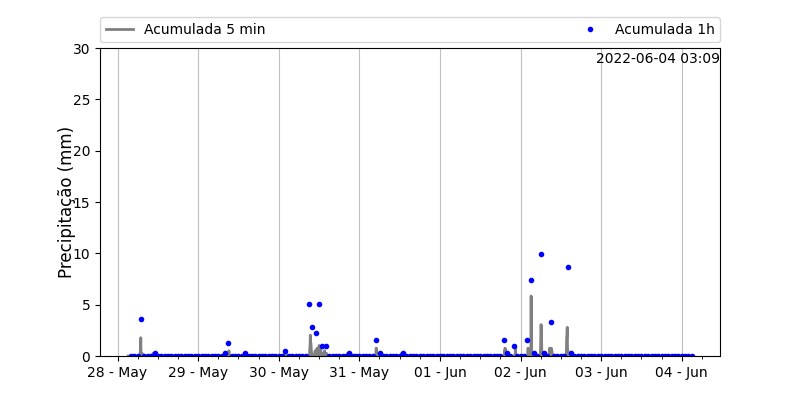 Acumulada 5 min
Acumulada 1h
2022-06-04 03:09
Precipitação (mm)
30
25
20
15
10
5
0
28 - May 29 - May 30 - May 31 - May 01 - Jun 02 - Jun 03 - Jun 04 - Jun